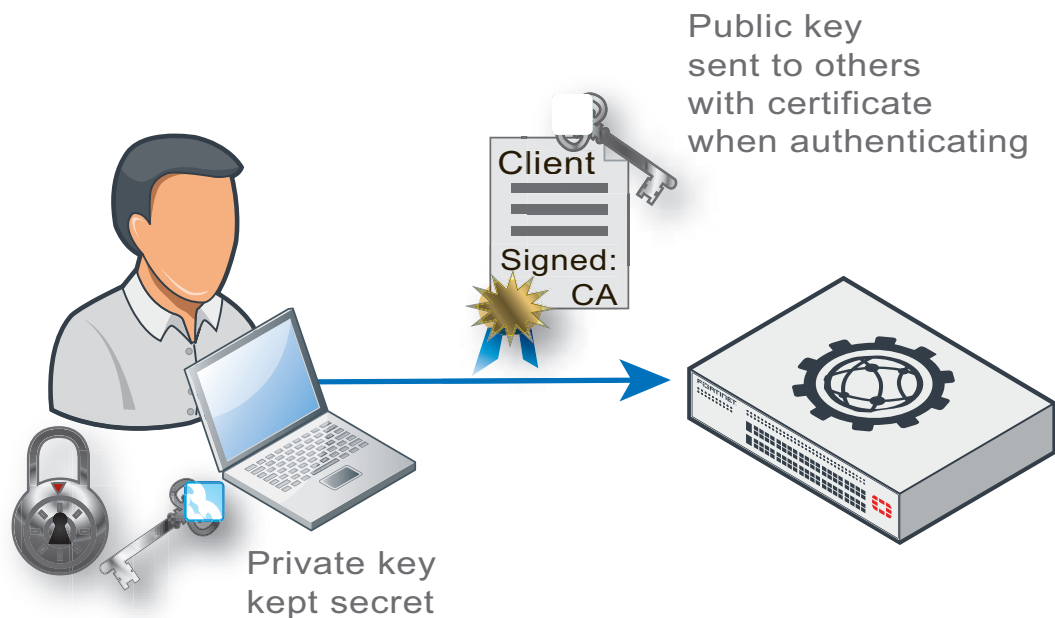 Public key
sent to others
with certificate
when authenticating
Client
Signed:
CA
FORTINET
Private key
kept secret